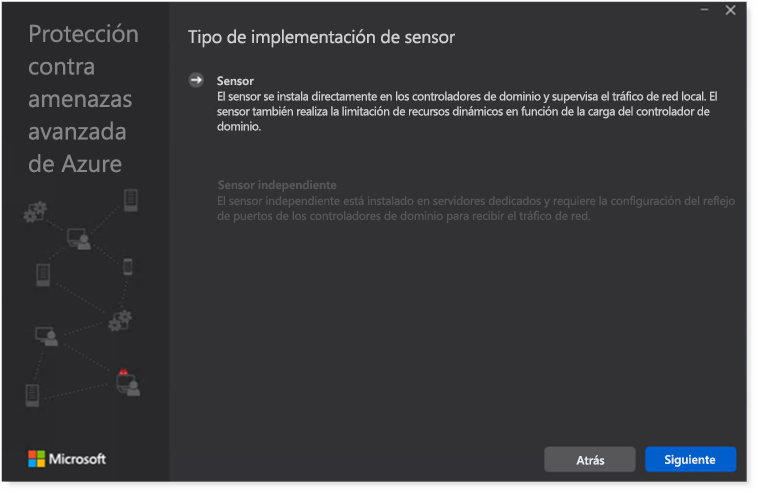 Protección
contra
amenazas
avanzada
de Azure
Tipo de implementación de sensor
Sensor
El sensor se instala directamente en los controladores de dominio y supervisa el tráfico de red local. El
sensor también realiza la limitación de recursos dinámicos en función de la carga del controlador de
dominio.
Sensor independiente
El sensor independiente está instalado en servidores dedicados y requiere la configuración del reflejo
de puertos de los controladores de dominio para recibir el tráfico de red.
Microsoft
Atrás
Siguiente